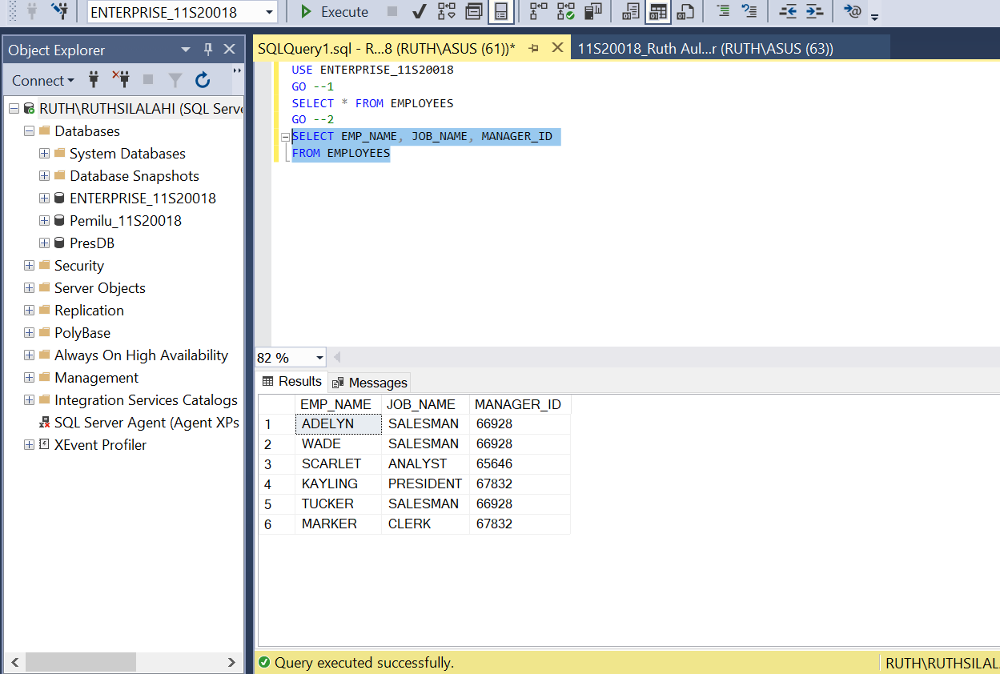 ENTERPRISE_11S20018 Execute
Object Explorer
Connect
RUTH\RUTHSILALAHI (SQL Serve
Databases
System Databases
Database Snapshots
ENTERPRISE_11S20018
Pemilu_11S20018
PresDB
Security
Server Objects
Replication
PolyBase
Always On High Availability
Management
Integration Services Catalogs
SQL Server Agent (Agent XPs
XEvent Profiler
SQLQuery1.sql - R...8 (RUTH\ASUS (61))* 11S20018_Ruth Aul...r (RUTH\ASUS (63))
USE ENTERPRISE_11S20018
GO --1
SELECT * FROM EMPLOYEES
GO --2
SELECT EMP_NAME, JOB_NAME, MANAGER_ID
FROM EMPLOYEES
82 %
Results Messages
EMP_NAME JOB_NAME MANAGER_ID
1 ADELYN SALESMAN 66928
2 WADE SALESMAN 66928
3 SCARLET ANALYST 65646
4 KAYLING PRESIDENT 67832
5 TUCKER SALESMAN 66928
6 MARKER CLERK 67832
Query executed successfully. RUTH\RUTHSILAL